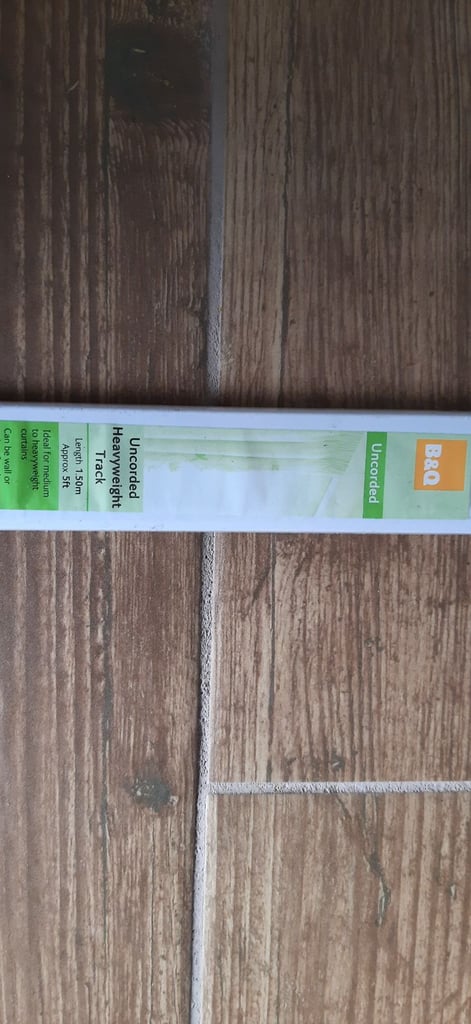 B&Q
Uncorded
Uncorded
Heavyweight
Track
Length 1.50m
Approx 5ft
Ideal for medium
to heavyweight
curtains
Can be wall or